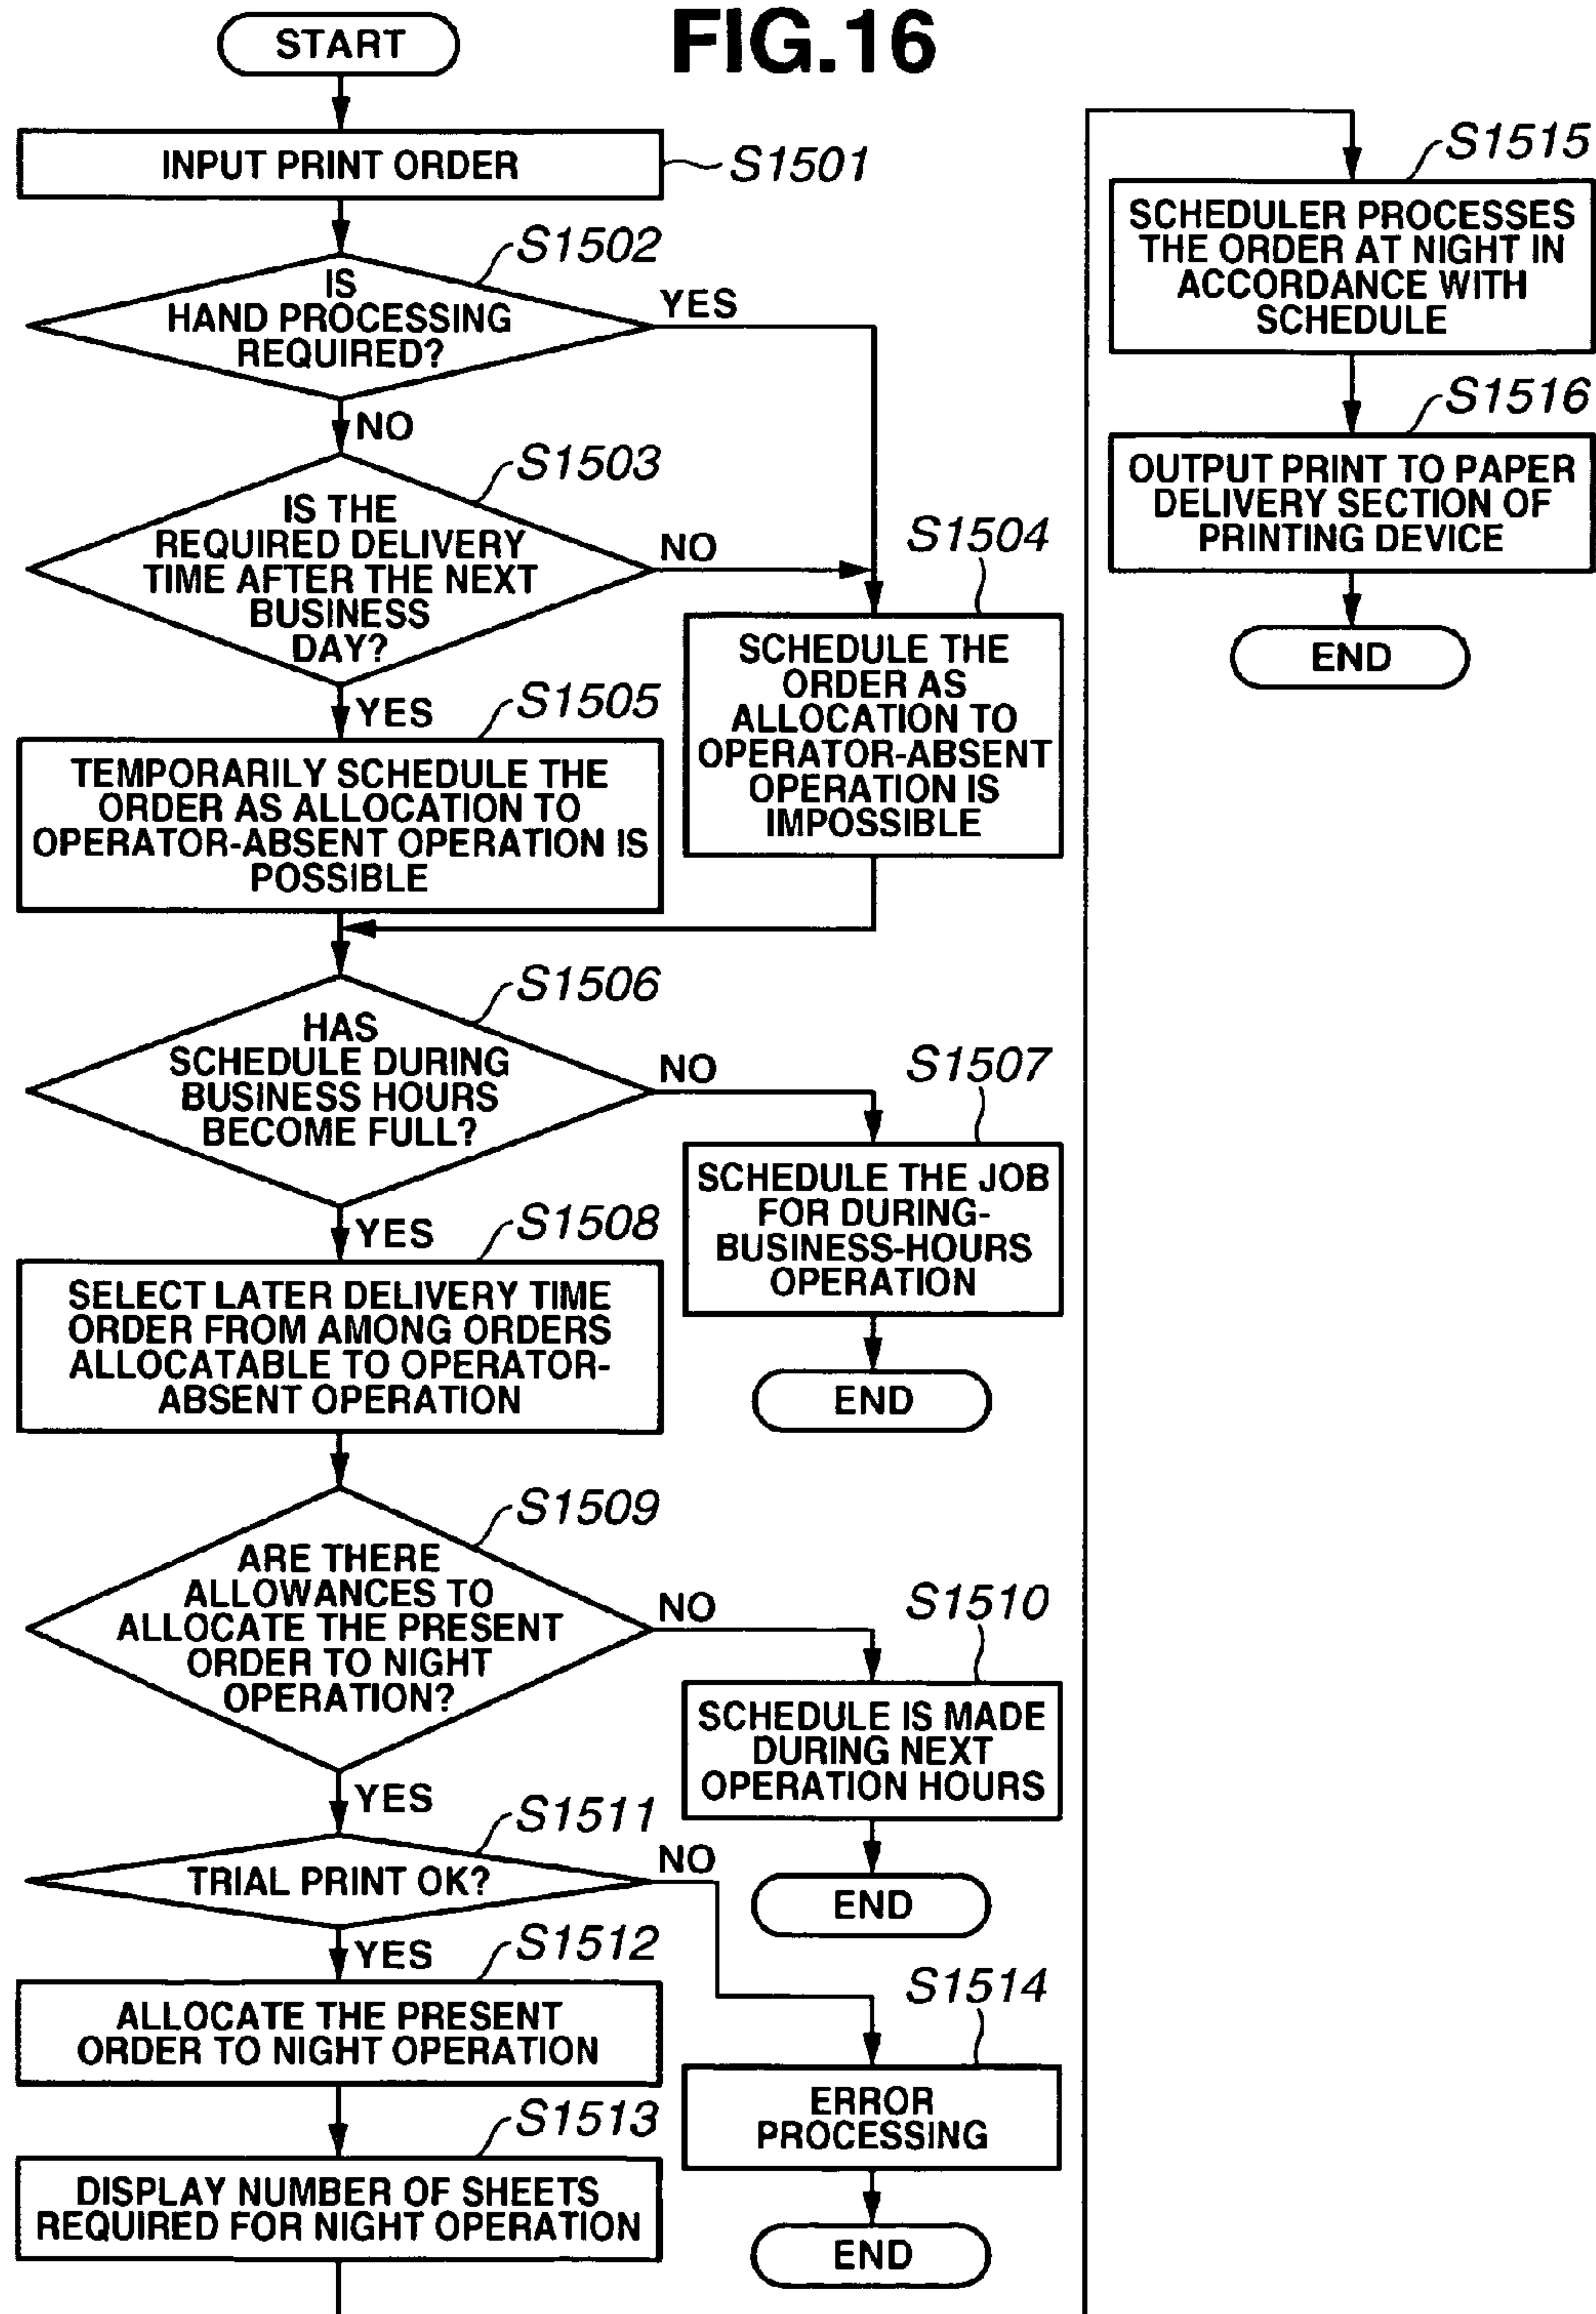 FIG.16
START
INPUT PRINT ORDER
S1501
S1502
IS
HAND PROCESSING
REQUIRED?
YES
NO
S1503
IS THE
REQUIRED DELIVERY
TIME AFTER THE NEXT
BUSINESS
DAY?
NO
YES
S1504
SCHEDULE THE
ORDER AS
ALLOCATION TO
OPERATOR-ABSENT
OPERATION IS
IMPOSSIBLE
S1505
TEMPORARILY SCHEDULE THE
ORDER AS ALLOCATION TO
OPERATOR-ABSENT OPERATION IS
POSSIBLE
S1506
HAS
SCHEDULE DURING
BUSINESS HOURS
BECOME FULL?
NO
YES
S1507
SCHEDULE THE JOB
FOR DURING-
BUSINESS-HOURS
OPERATION
END
S1508
SELECT LATER DELIVERY TIME
ORDER FROM AMONG ORDERS
ALLOCATABLE TO OPERATOR-
ABSENT OPERATION
S1509
ARE THERE
ALLOWANCES TO
ALLOCATE THE PRESENT
ORDER TO NIGHT
OPERATION?
NO
YES
S1510
SCHEDULE IS MADE
DURING NEXT
OPERATION HOURS
END
S1511
TRIAL PRINT OK?
NO
YES
S1512
ALLOCATE THE PRESENT
ORDER TO NIGHT OPERATION
S1513
DISPLAY NUMBER OF SHEETS
REQUIRED FOR NIGHT OPERATION
S1514
ERROR
PROCESSING
END
S1515
SCHEDULER PROCESSES
THE ORDER AT NIGHT IN
ACCORDANCE WITH
SCHEDULE
S1516
OUTPUT PRINT TO PAPER
DELIVERY SECTION OF
PRINTING DEVICE
END